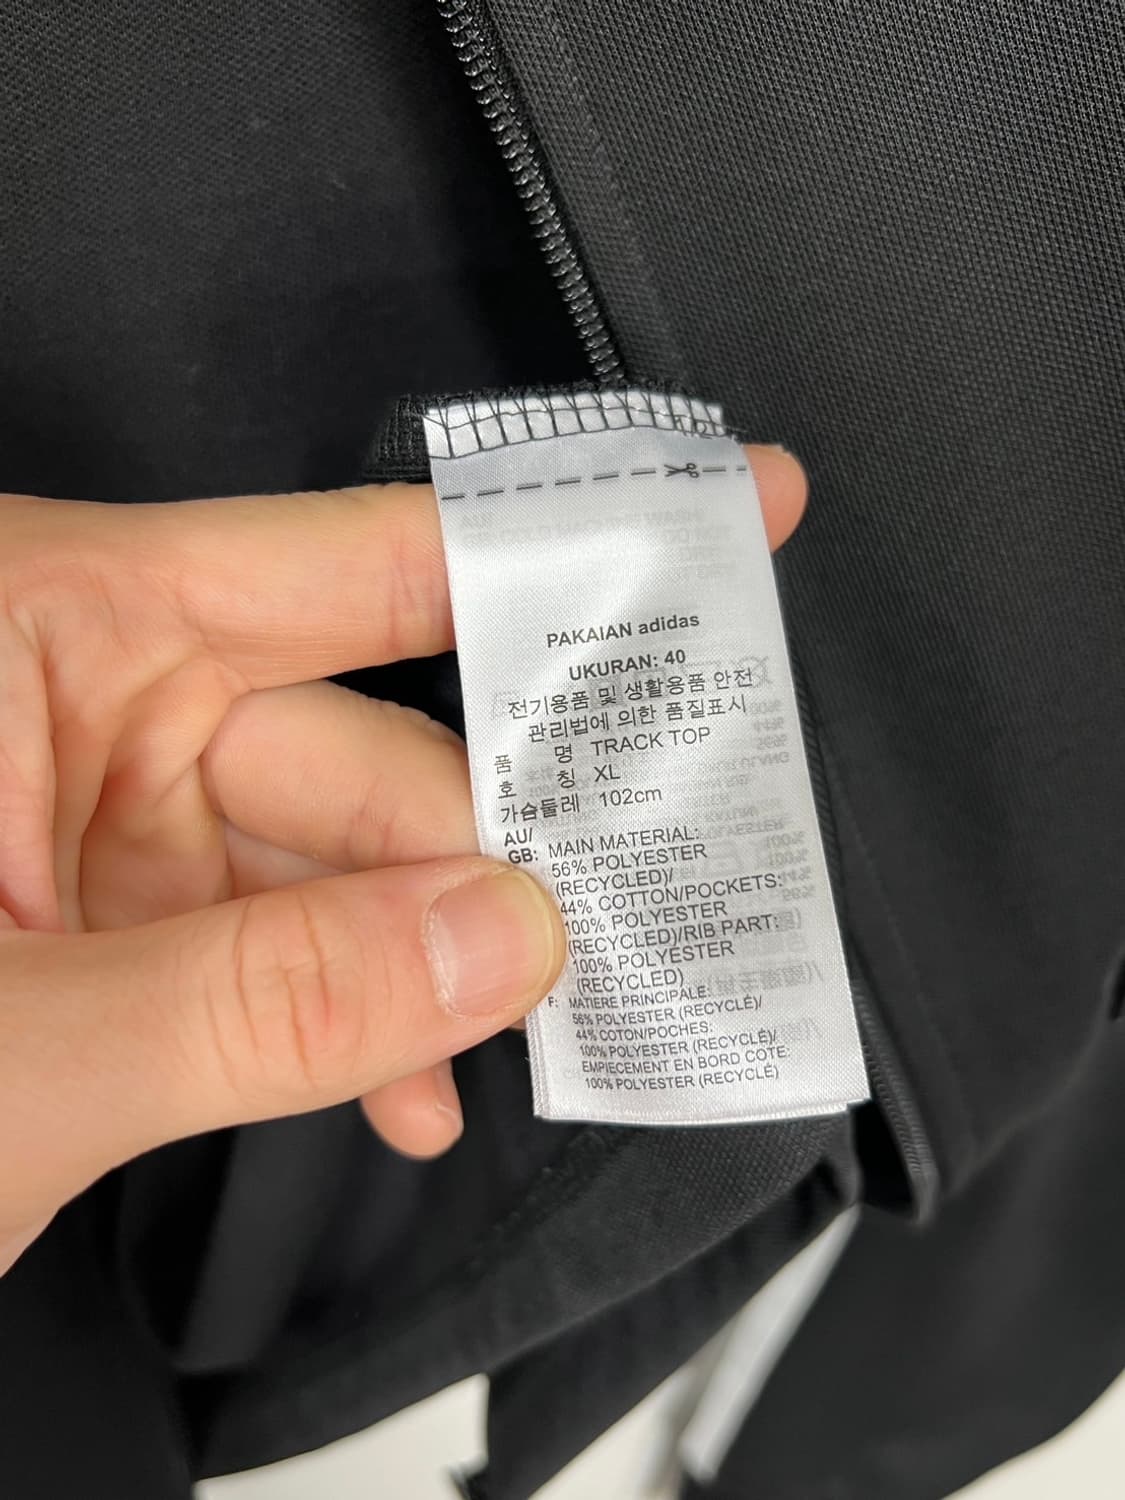 1/2
PAKAIAN adidas
UKURAN: 40
전기용품 및 생활용품 안전
관리법에 의한 품질표시
품 명 TRACK TOP
호 칭 XL
가슴둘레 102cm
AU/
GB: MAIN MATERIAL:
56% POLYESTER
(RECYCLED)/
44% COTTON/POCKETS:
100% POLYESTER
(RECYCLED)/RIB PART:
100% POLYESTER
(RECYCLED)
F: MATIERE PRINCIPALE:
56% POLYESTER (RECYCLÉ)/
44% COTON/POCHES:
100% POLYESTER (RECYCLÉ)/
EMPIECEMENT EN BORD COTE:
100% POLYESTER (RECYCLÉ)